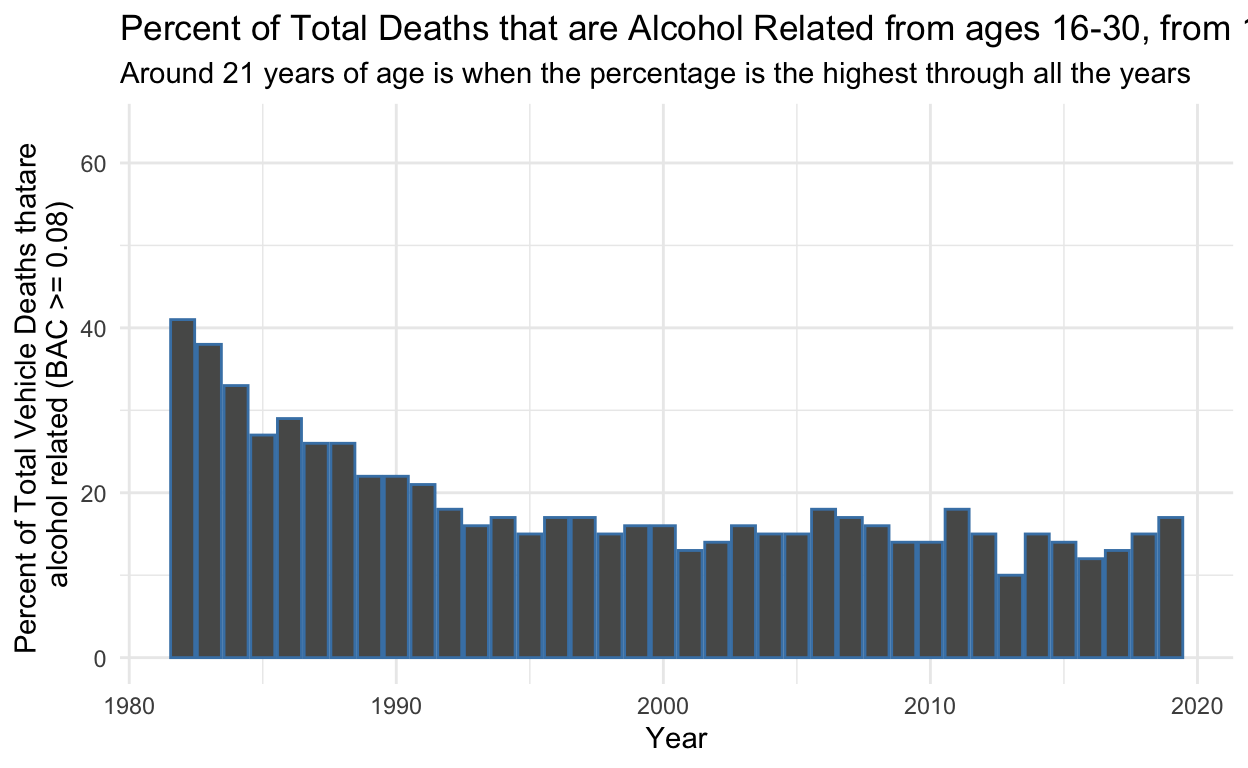 Percent of Total Deaths that are Alcohol Related from ages 16-30, from
Around 21 years of age is when the percentage is the highest through all the years
Percent of Total Vehicle Deaths thatare
alcohol related (BAC >= 0.08)
60
40
20
0
1980 1990 2000 2010 2020
Year